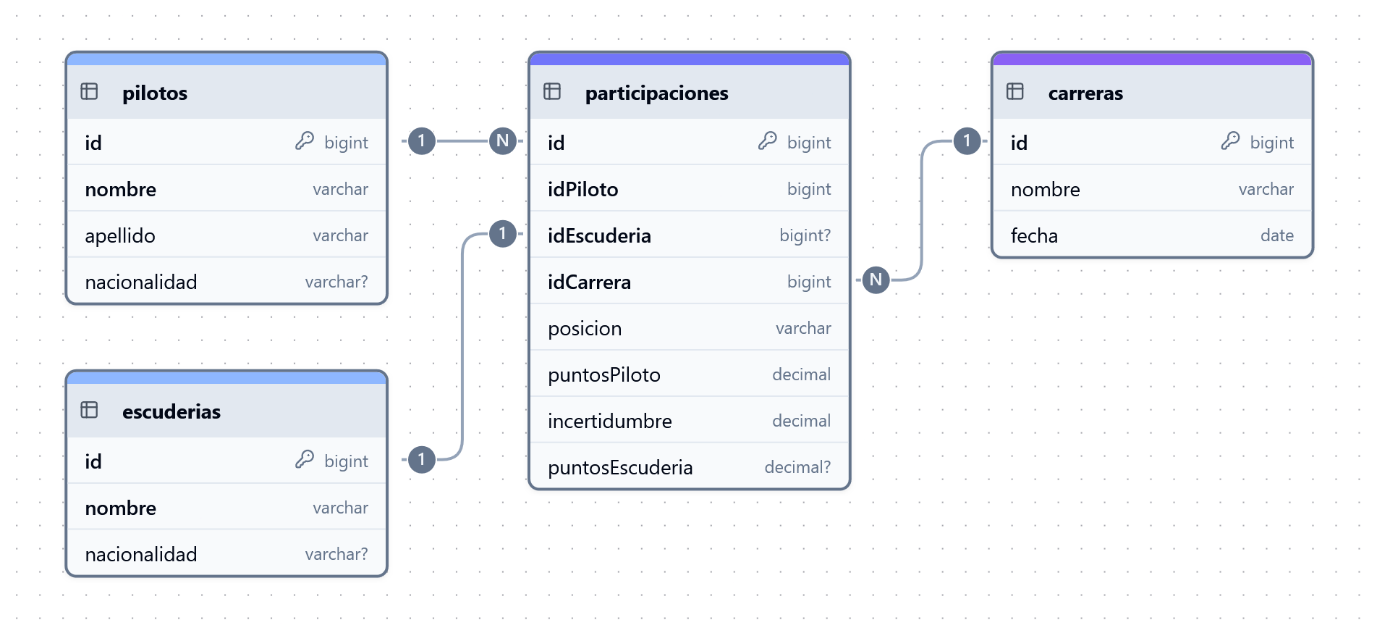 pilotos
id bigint
nombre varchar
apellido varchar
nacionalidad varchar?
escuderias
id bigint
nombre varchar
nacionalidad varchar?
1 N
1
1
participaciones
id bigint
idPiloto bigint
idEscuderia bigint?
idCarrera bigint
posicion varchar
puntosPiloto decimal
incertidumbre decimal
puntosEscuderia decimal?
1
N
carreras
id bigint
nombre varchar
fecha date